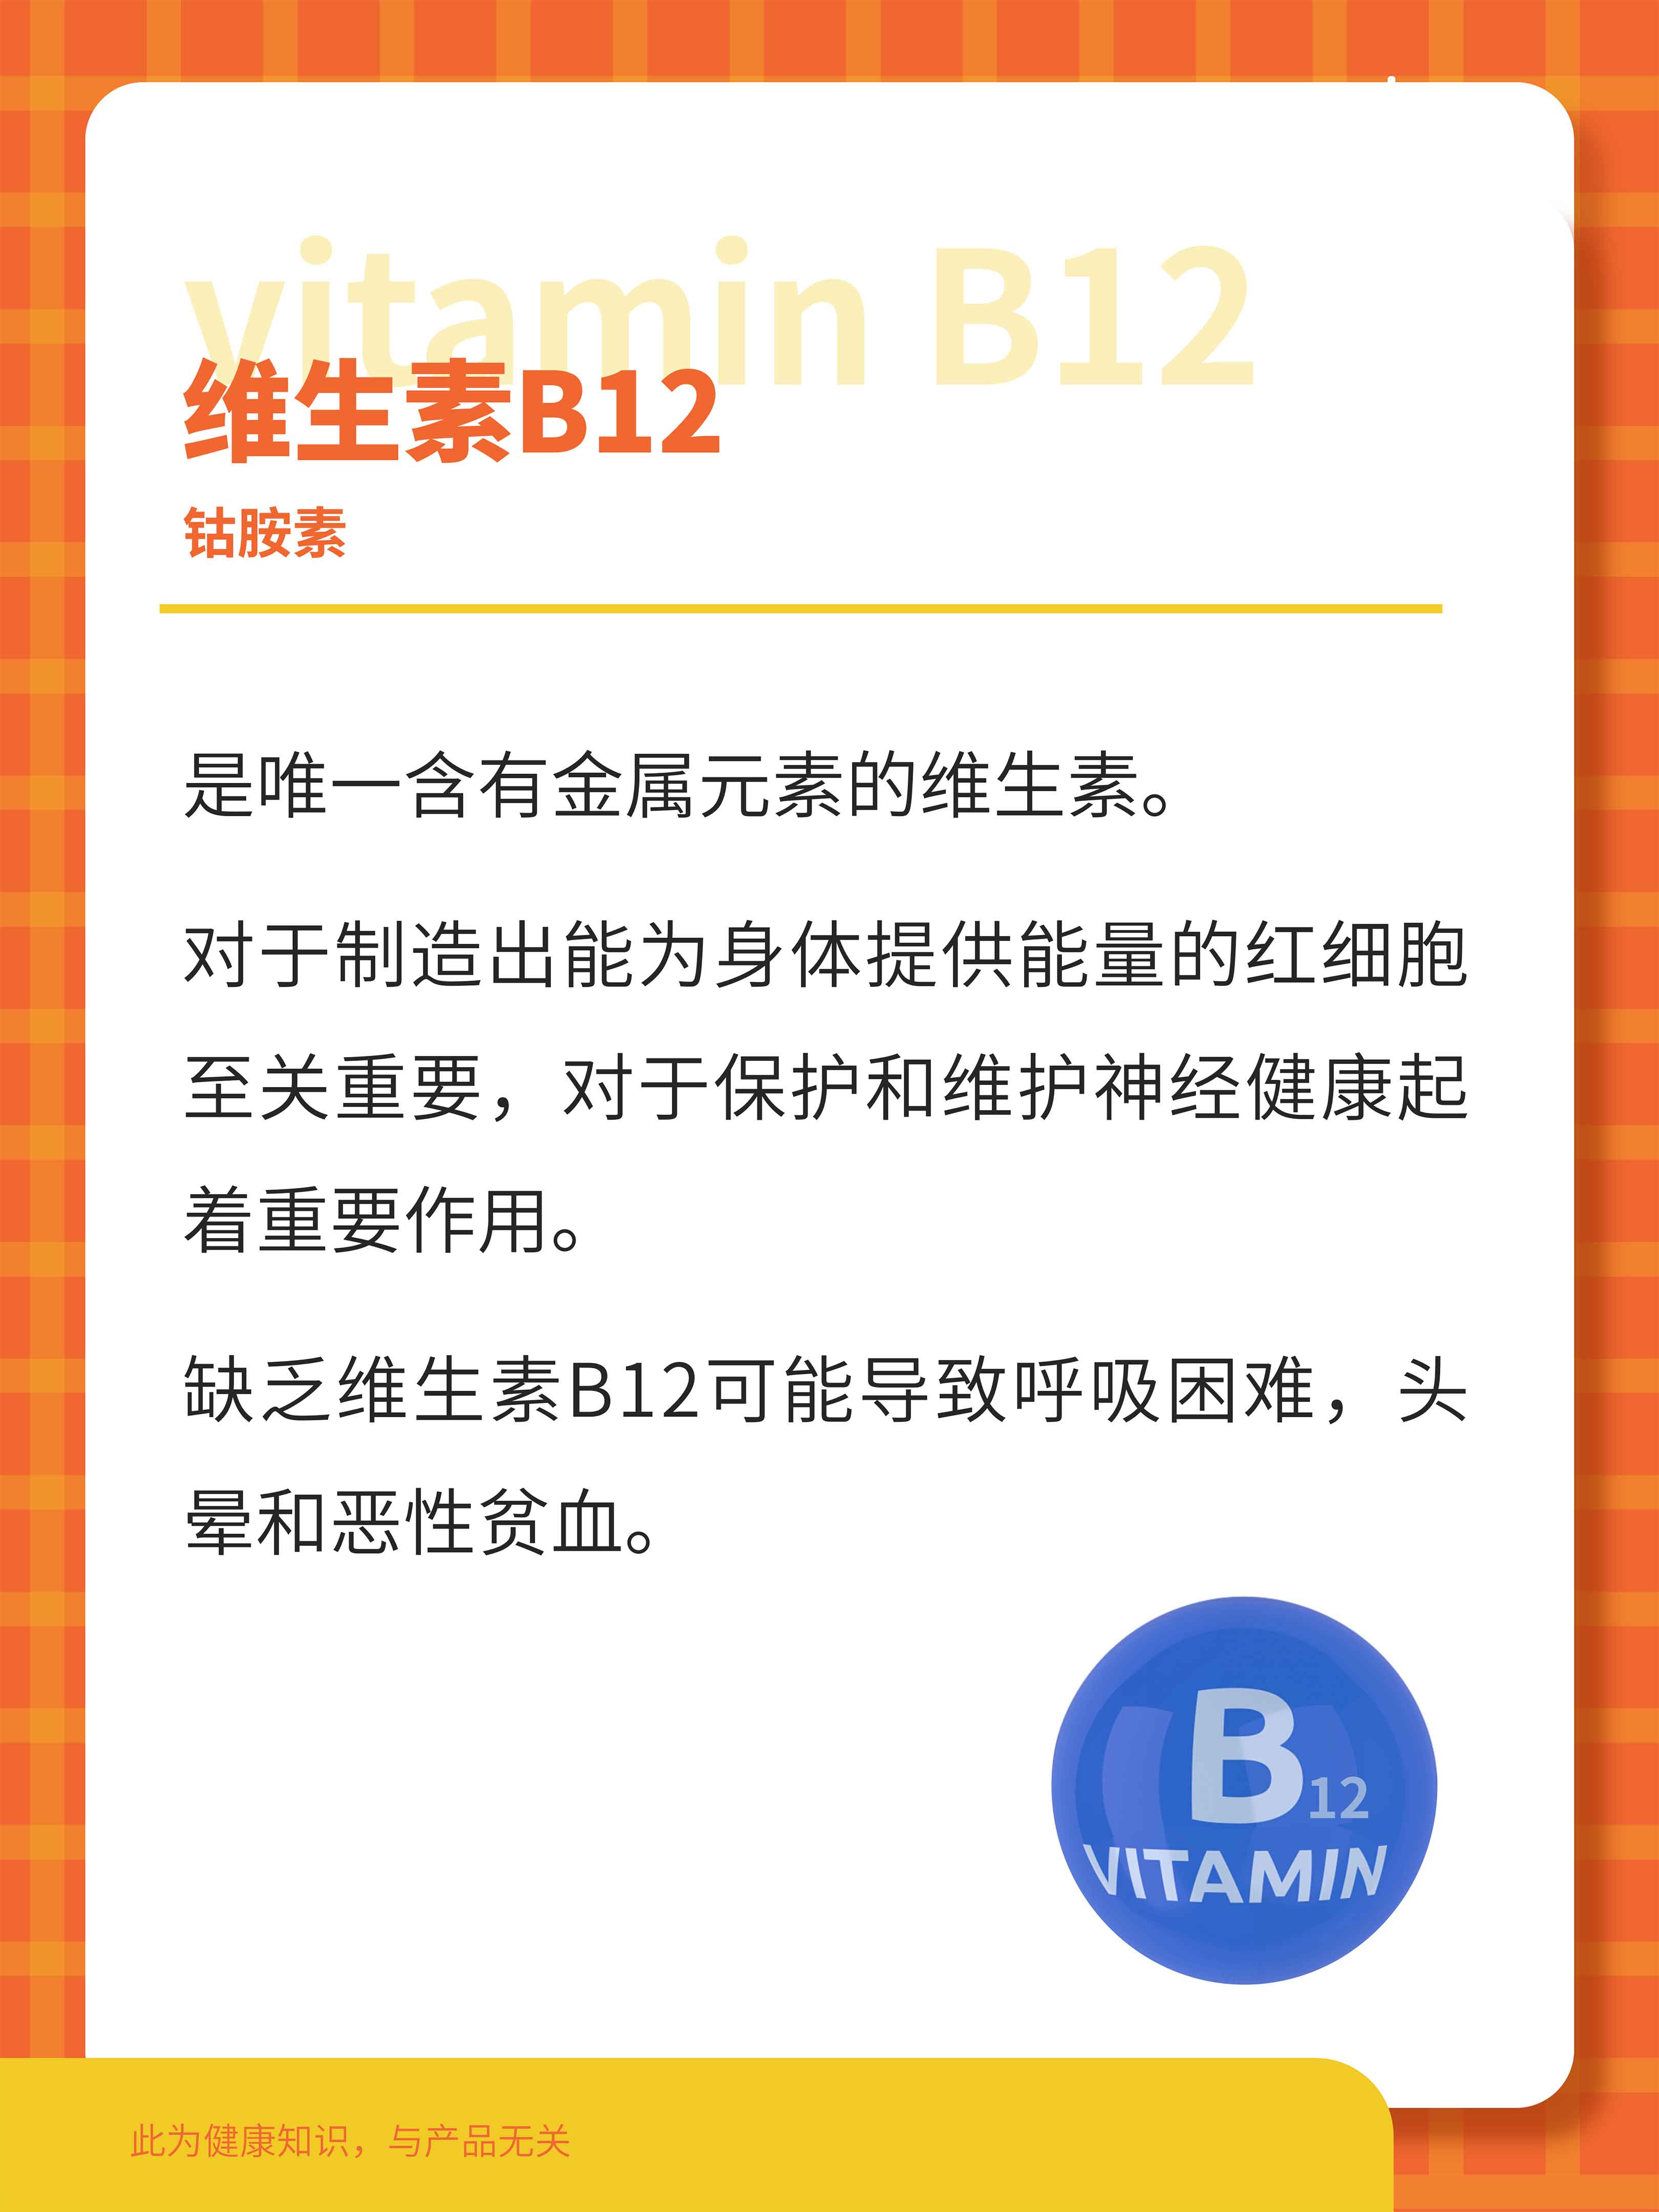 vitamin B12
维生素B12
钴胺素
是唯一含有金属元素的维生素。
对于制造出能为身体提供能量的红细胞
至关重要，对于保护和维护神经健康起
着重要作用。
缺乏维生素B12可能导致呼吸困难，头
晕和恶性贫血。
B12
VITAMIN
此为健康知识，与产品无关